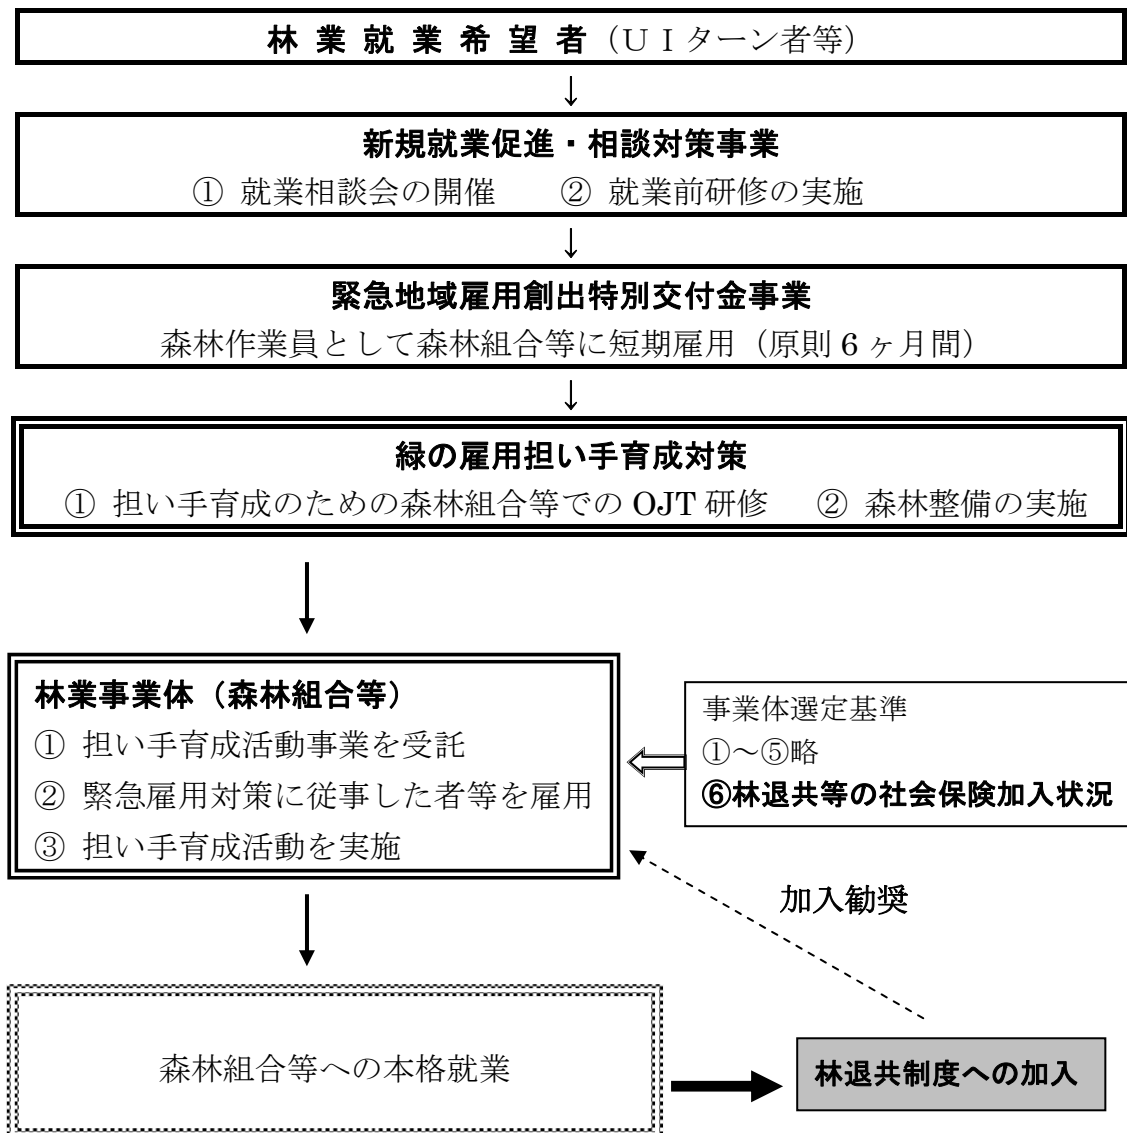 林業就業希望者（ＵＩターン者等）
↓
新規就業促進・相談対策事業
① 就業相談会の開催　② 就業前研修の実施
↓
緊急地域雇用創出特別交付金事業
森林作業員として森林組合等に短期雇用（原則6ヶ月間）
↓
緑の雇用担い手育成対策
① 担い手育成のための森林組合等でのOJT研修　② 森林整備の実施
林業事業体（森林組合等）
① 担い手育成活動事業を受託
② 緊急雇用対策に従事した者等を雇用
③ 担い手育成活動を実施
事業体選定基準
①～⑤略
⑥林退共等の社会保険加入状況
加入勧奨
森林組合等への本格就業
林退共制度への加入